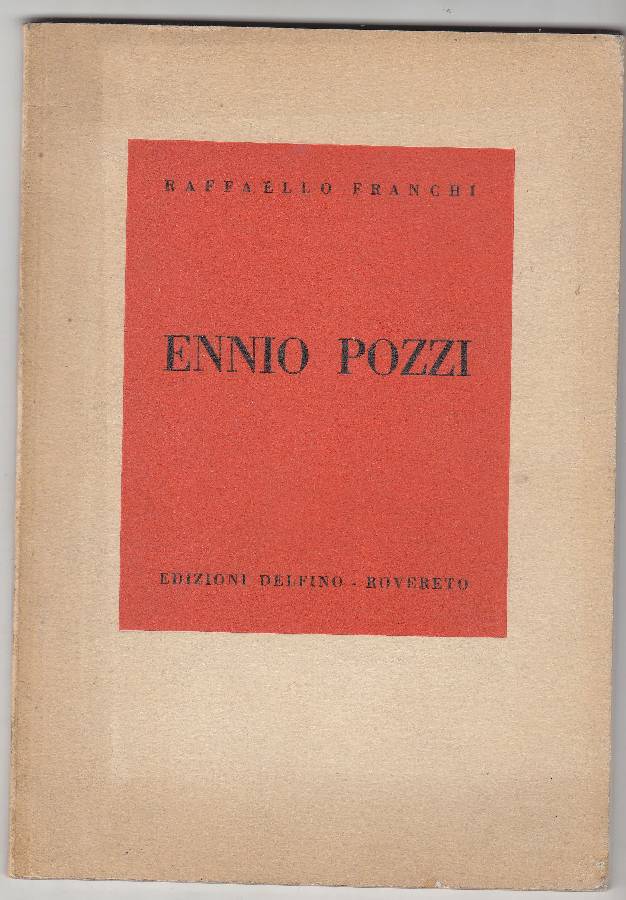 RAFFAELLO FRANCHI
ENNIO POZZI
EDIZIONI DELFINO - ROVERETO